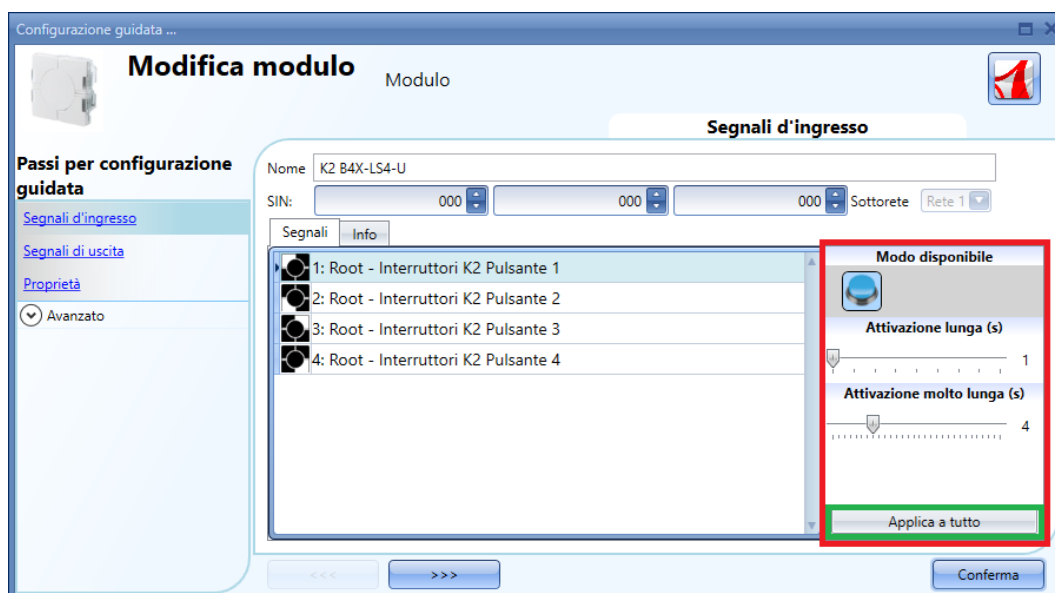 Configurazione guidata ...
Modifica modulo
Modulo
Segnali d'ingresso
Passi per configurazione
guidata
Segnali d'ingresso
Segnali di uscita
Proprietà
Avanzato
Nome K2 B4X-LS4-U
SIN: 000 000 000 Sottorete Rete 1
Segnali Info
1: Root - Interruttori K2 Pulsante 1
2: Root - Interruttori K2 Pulsante 2
3: Root - Interruttori K2 Pulsante 3
4: Root - Interruttori K2 Pulsante 4
Modo disponibile
Attivazione lunga (s)
1
Attivazione molto lunga (s)
4
Applica a tutto
<<< >>> Conferma